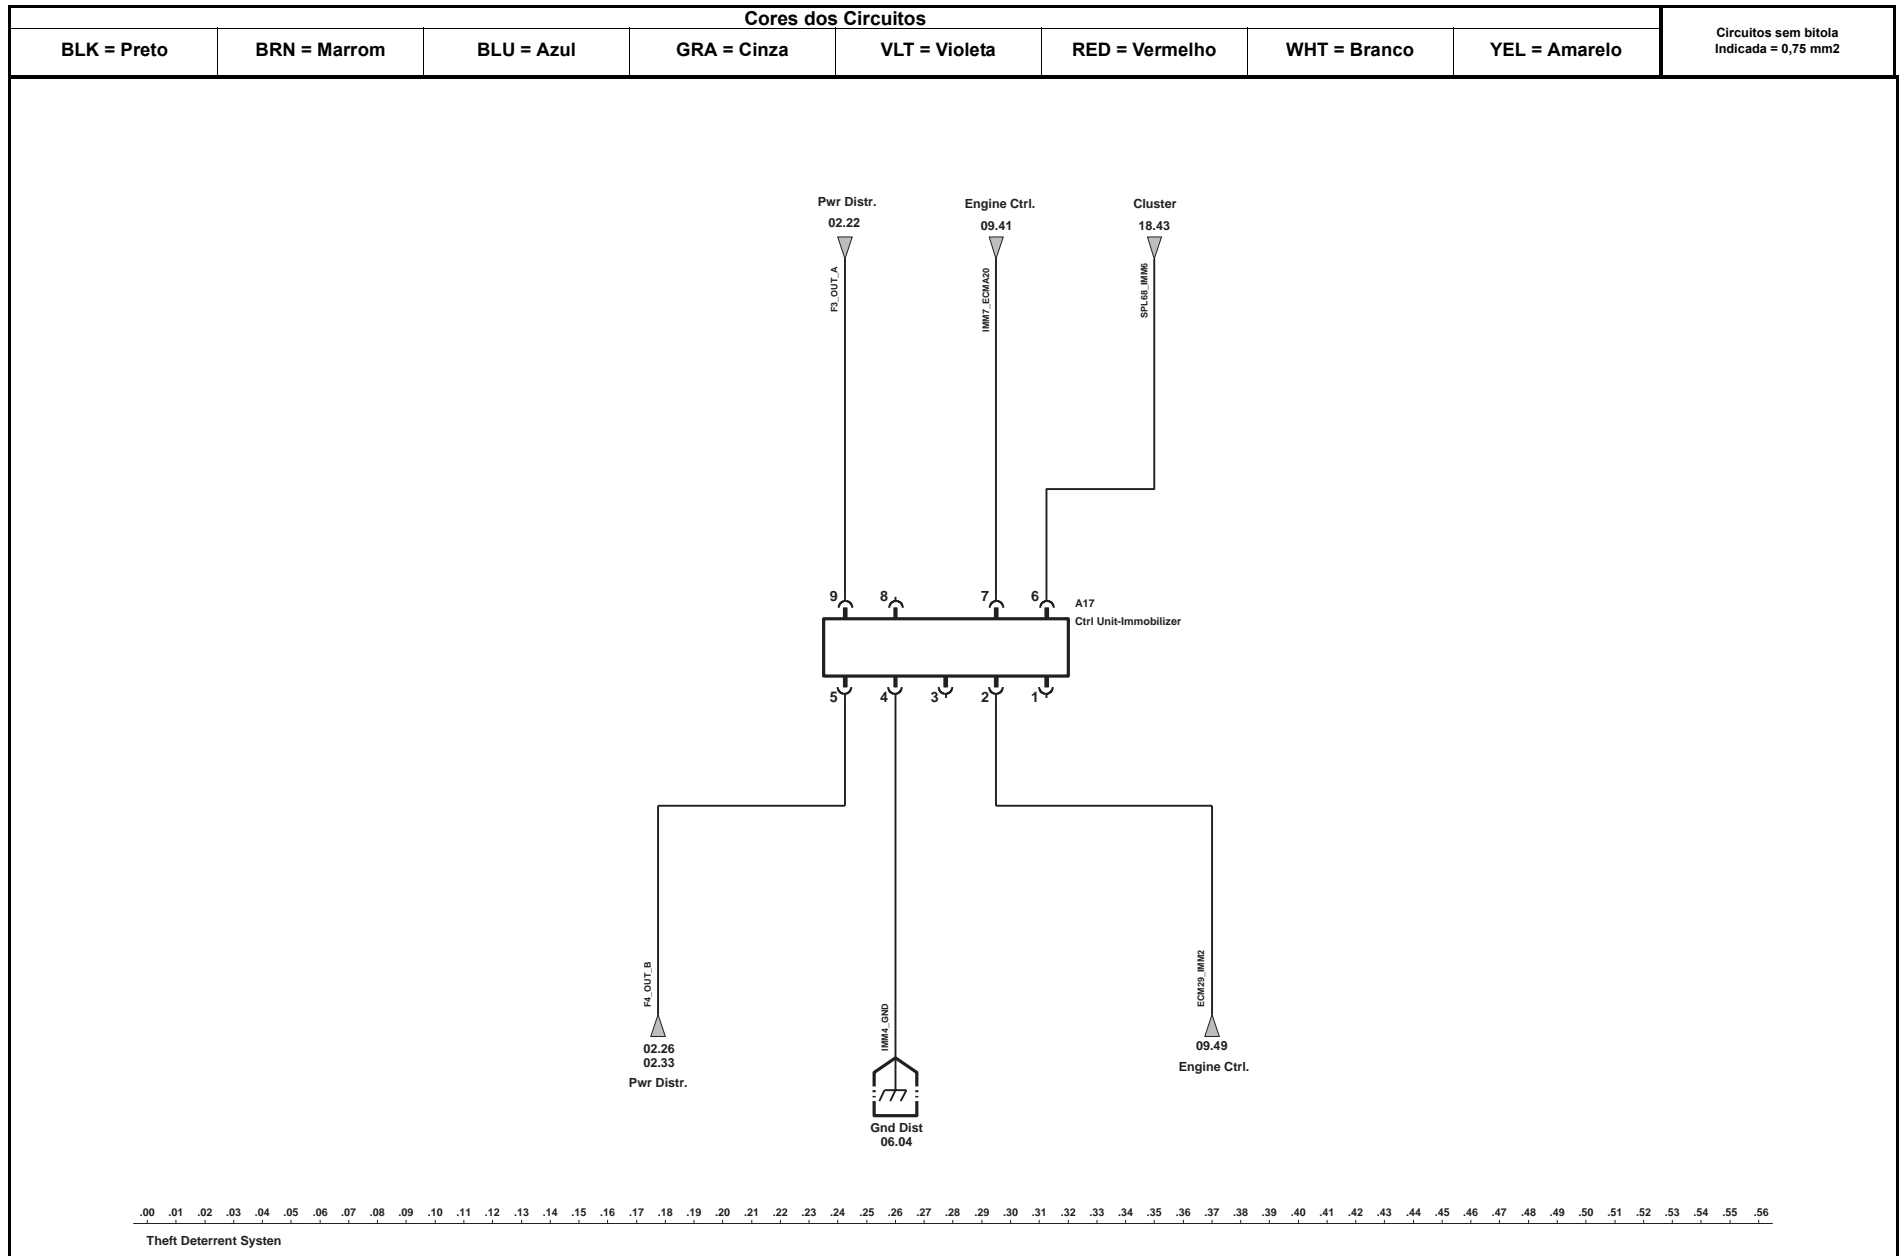 Cores dos Circuitos
BLK = Preto
BRN = Marrom
BLU = Azul
GRA = Cinza
VLT = Violeta
RED = Vermelho
WHT = Branco
YEL = Amarelo
Circuitos sem bitola
Indicada = 0,75 mm2
Pwr Distr.
02.22
Engine Ctrl.
09.41
Cluster
18.43
F3_OUT_A
IMM7_ECMA20
SPL68_IMM6
9
8
7
6
A17
Ctrl Unit-Immobilizer
5
4
3
2
1
F4_OUT_B
IMM4_GND
ECM29_IMM2
02.26
02.33
Pwr Distr.
09.49
Engine Ctrl.
Gnd Dist
06.04
.00 .01 .02 .03 .04 .05 .06 .07 .08 .09 .10 .11 .12 .13 .14 .15 .16 .17 .18 .19 .20 .21 .22 .23 .24 .25 .26 .27 .28 .29 .30 .31 .32 .33 .34 .35 .36 .37 .38 .39 .40 .41 .42 .43 .44 .45 .46 .47 .48 .49 .50 .51 .52 .53 .54 .55 .56
Theft Deterrent Systen